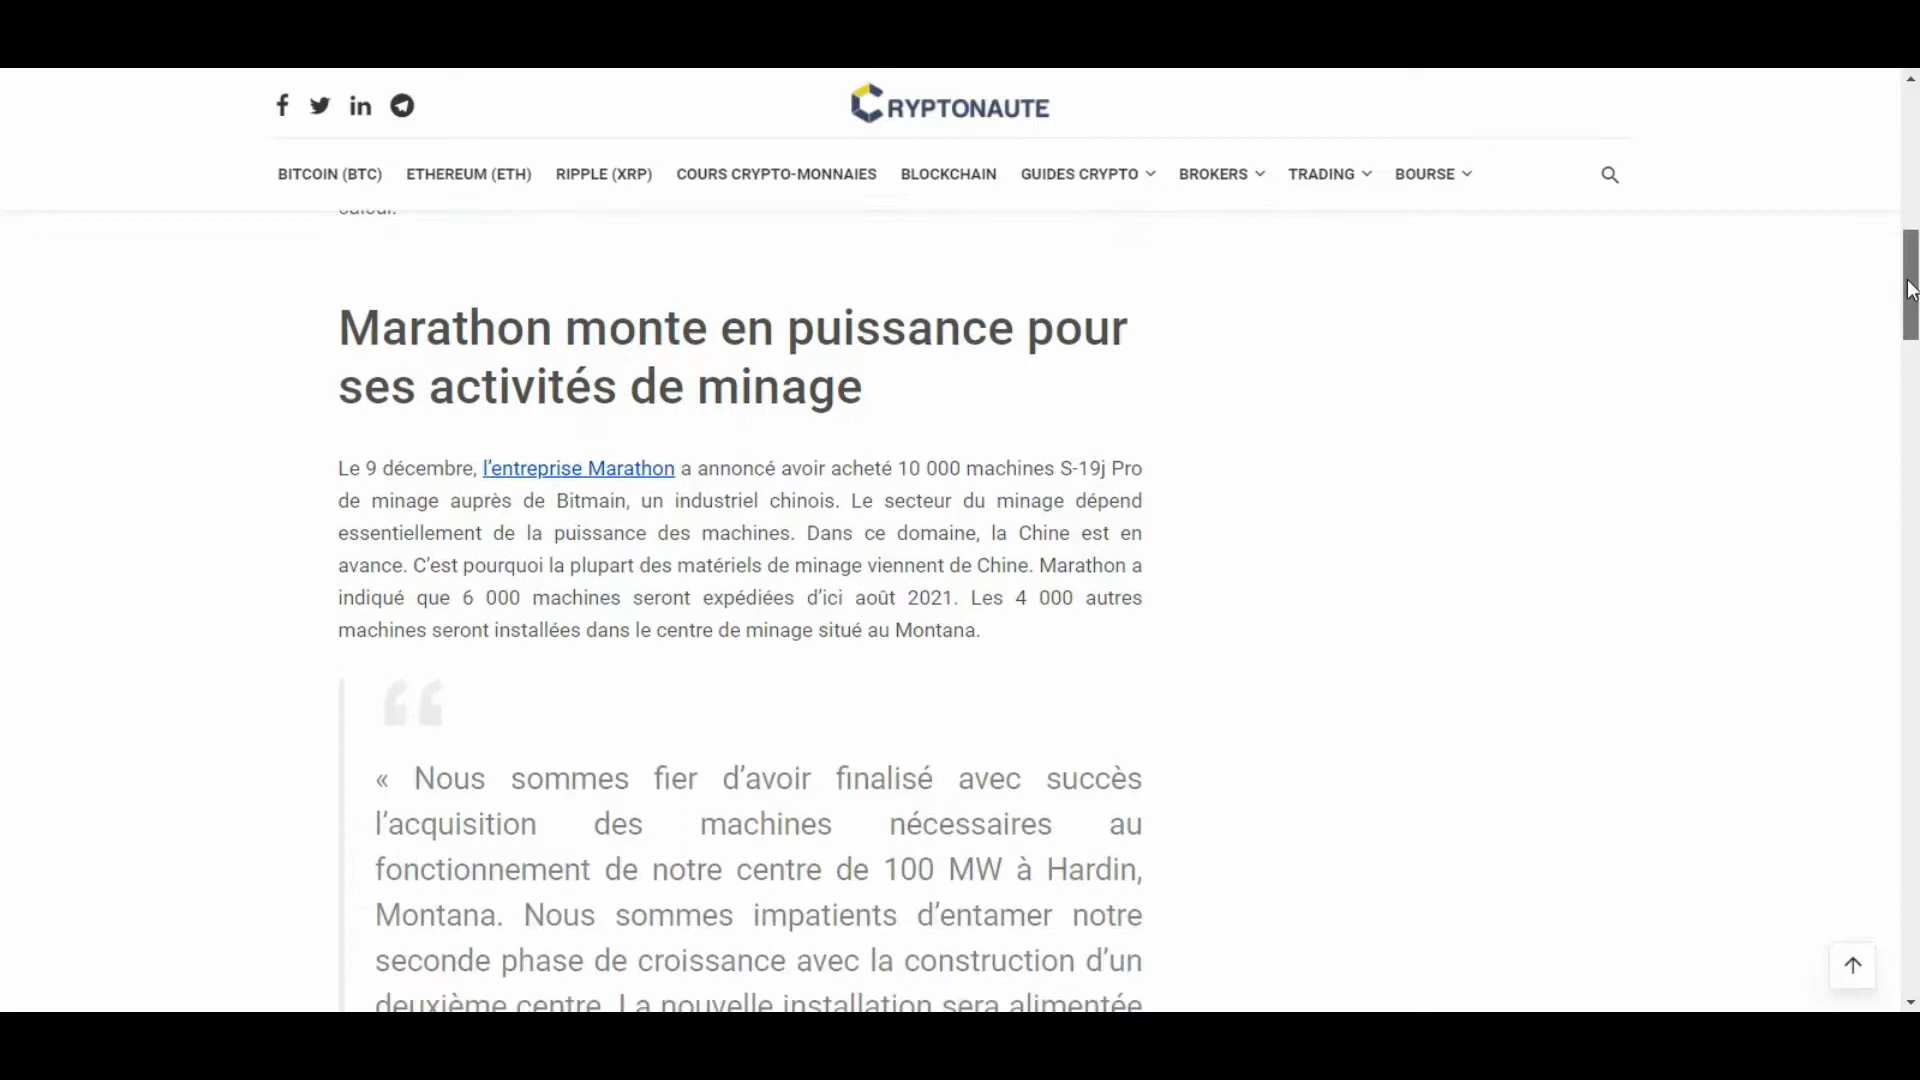 CRYPTONAUTE
BITCOIN (BTC) ETHEREUM (ETH) RIPPLE (XRP) COURS CRYPTO-MONNAIES BLOCKCHAIN GUIDES CRYPTO BROKERS TRADING BOURSE
Marathon monte en puissance pour
ses activités de minage
Le 9 décembre, l’entreprise Marathon a annoncé avoir acheté 10 000 machines S-19j Pro
de minage auprès de Bitmain, un industriel chinois. Le secteur du minage dépend
essentiellement de la puissance des machines. Dans ce domaine, la Chine est en
avance. C’est pourquoi la plupart des matériels de minage viennent de Chine. Marathon a
indiqué que 6 000 machines seront expédiées d’ici août 2021. Les 4 000 autres
machines seront installées dans le centre de minage situé au Montana.
« Nous sommes fier d’avoir finalisé avec succès
l’acquisition des machines nécessaires au
fonctionnement de notre centre de 100 MW à Hardin,
Montana. Nous sommes impatients d’entamer notre
seconde phase de croissance avec la construction d’un
deuxième centre. La nouvelle installation sera alimentée